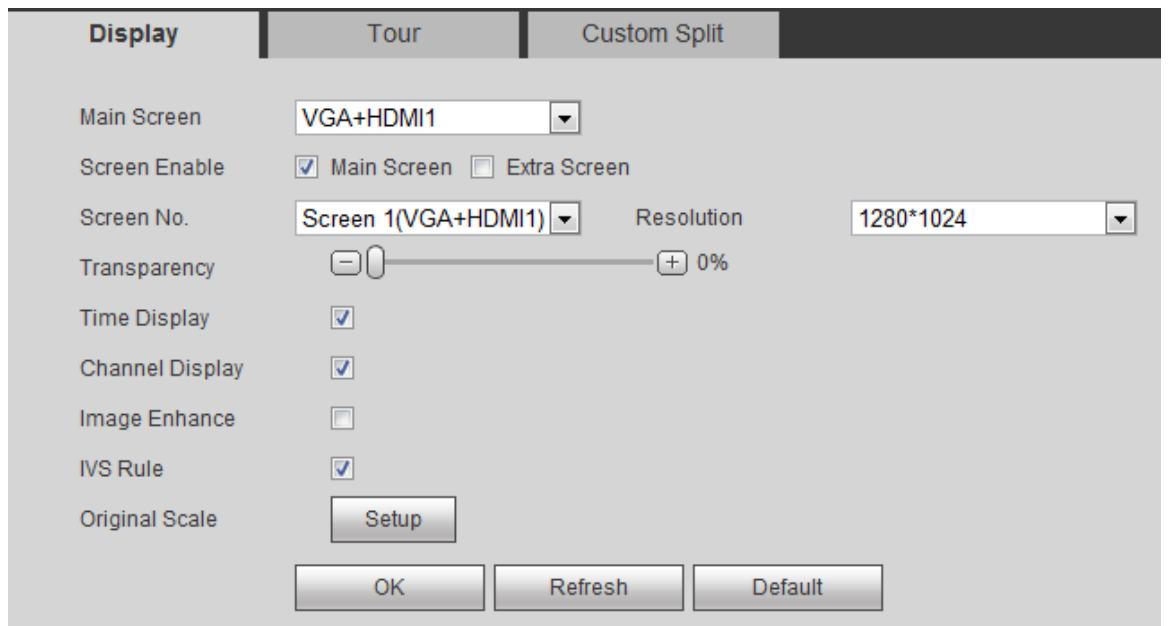 Display Tour Custom Split
Main Screen VGA+HDMI1
Screen Enable Main Screen Extra Screen
Screen No. Screen 1(VGA+HDMI1) Resolution 1280*1024
Transparency 0%
Time Display
Channel Display
Image Enhance
IVS Rule
Original Scale Setup
OK Refresh Default